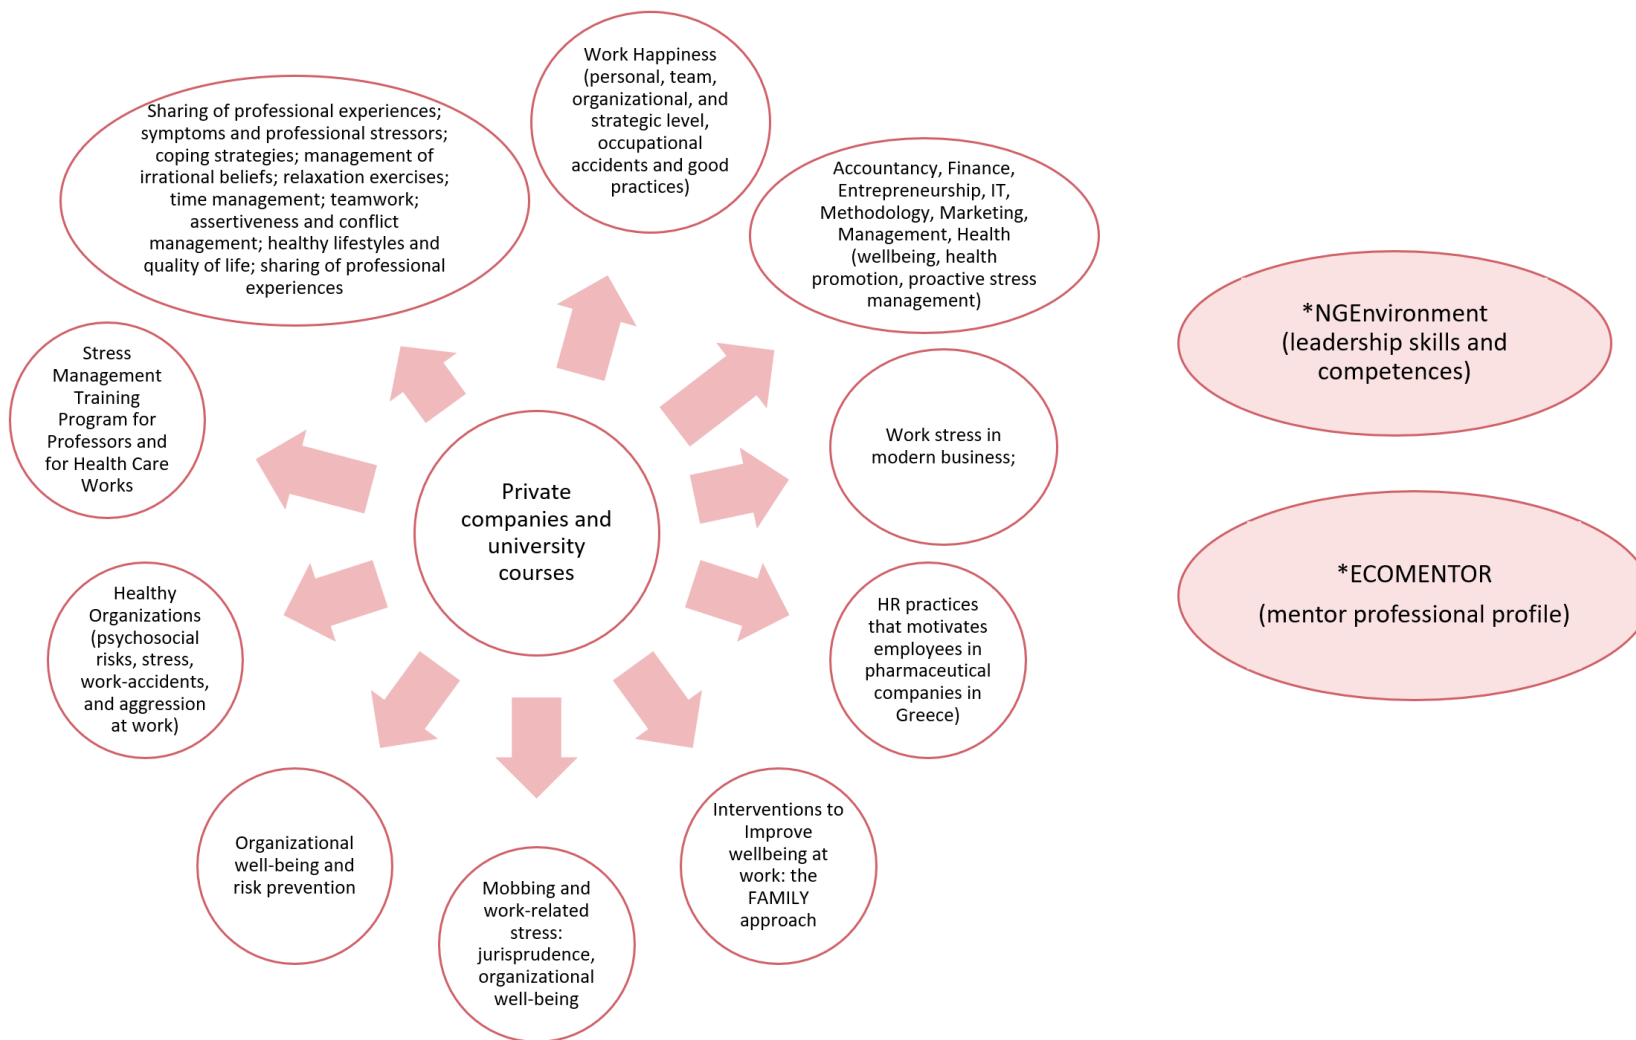 Work Happiness
(personal, team,
organizational, and
strategic level,
occupational
accidents and good
practices)
Sharing of professional experiences;
symptoms and professional stressors;
coping strategies; management of
irrational beliefs; relaxation exercises;
time management; teamwork;
assertiveness and conflict
management; healthy lifestyles and
quality of life; sharing of professional
experiences
Accountancy, Finance,
Entrepreneurship, IT,
Methodology, Marketing,
Management, Health
(wellbeing, health
promotion, proactive stress
management)
*NGEnvironment
(leadership skills and
competences)
Stress
Management
Training
Program for
Professors and
for Health Care
Works
Work stress in
modern business;
Private
companies and
university
courses
*ECOMENTOR
(mentor professional profile)
Healthy
Organizations
(psychosocial
risks, stress,
work-accidents,
and aggression
at work)
HR practices
that motivates
employees in
pharmaceutical
companies in
Greece)
Organizational
well-being and
risk prevention
Mobbing and
work-related
stress:
jurisprudence,
organizational
well-being
Interventions to
Improve
wellbeing at
work: the
FAMILY
approach